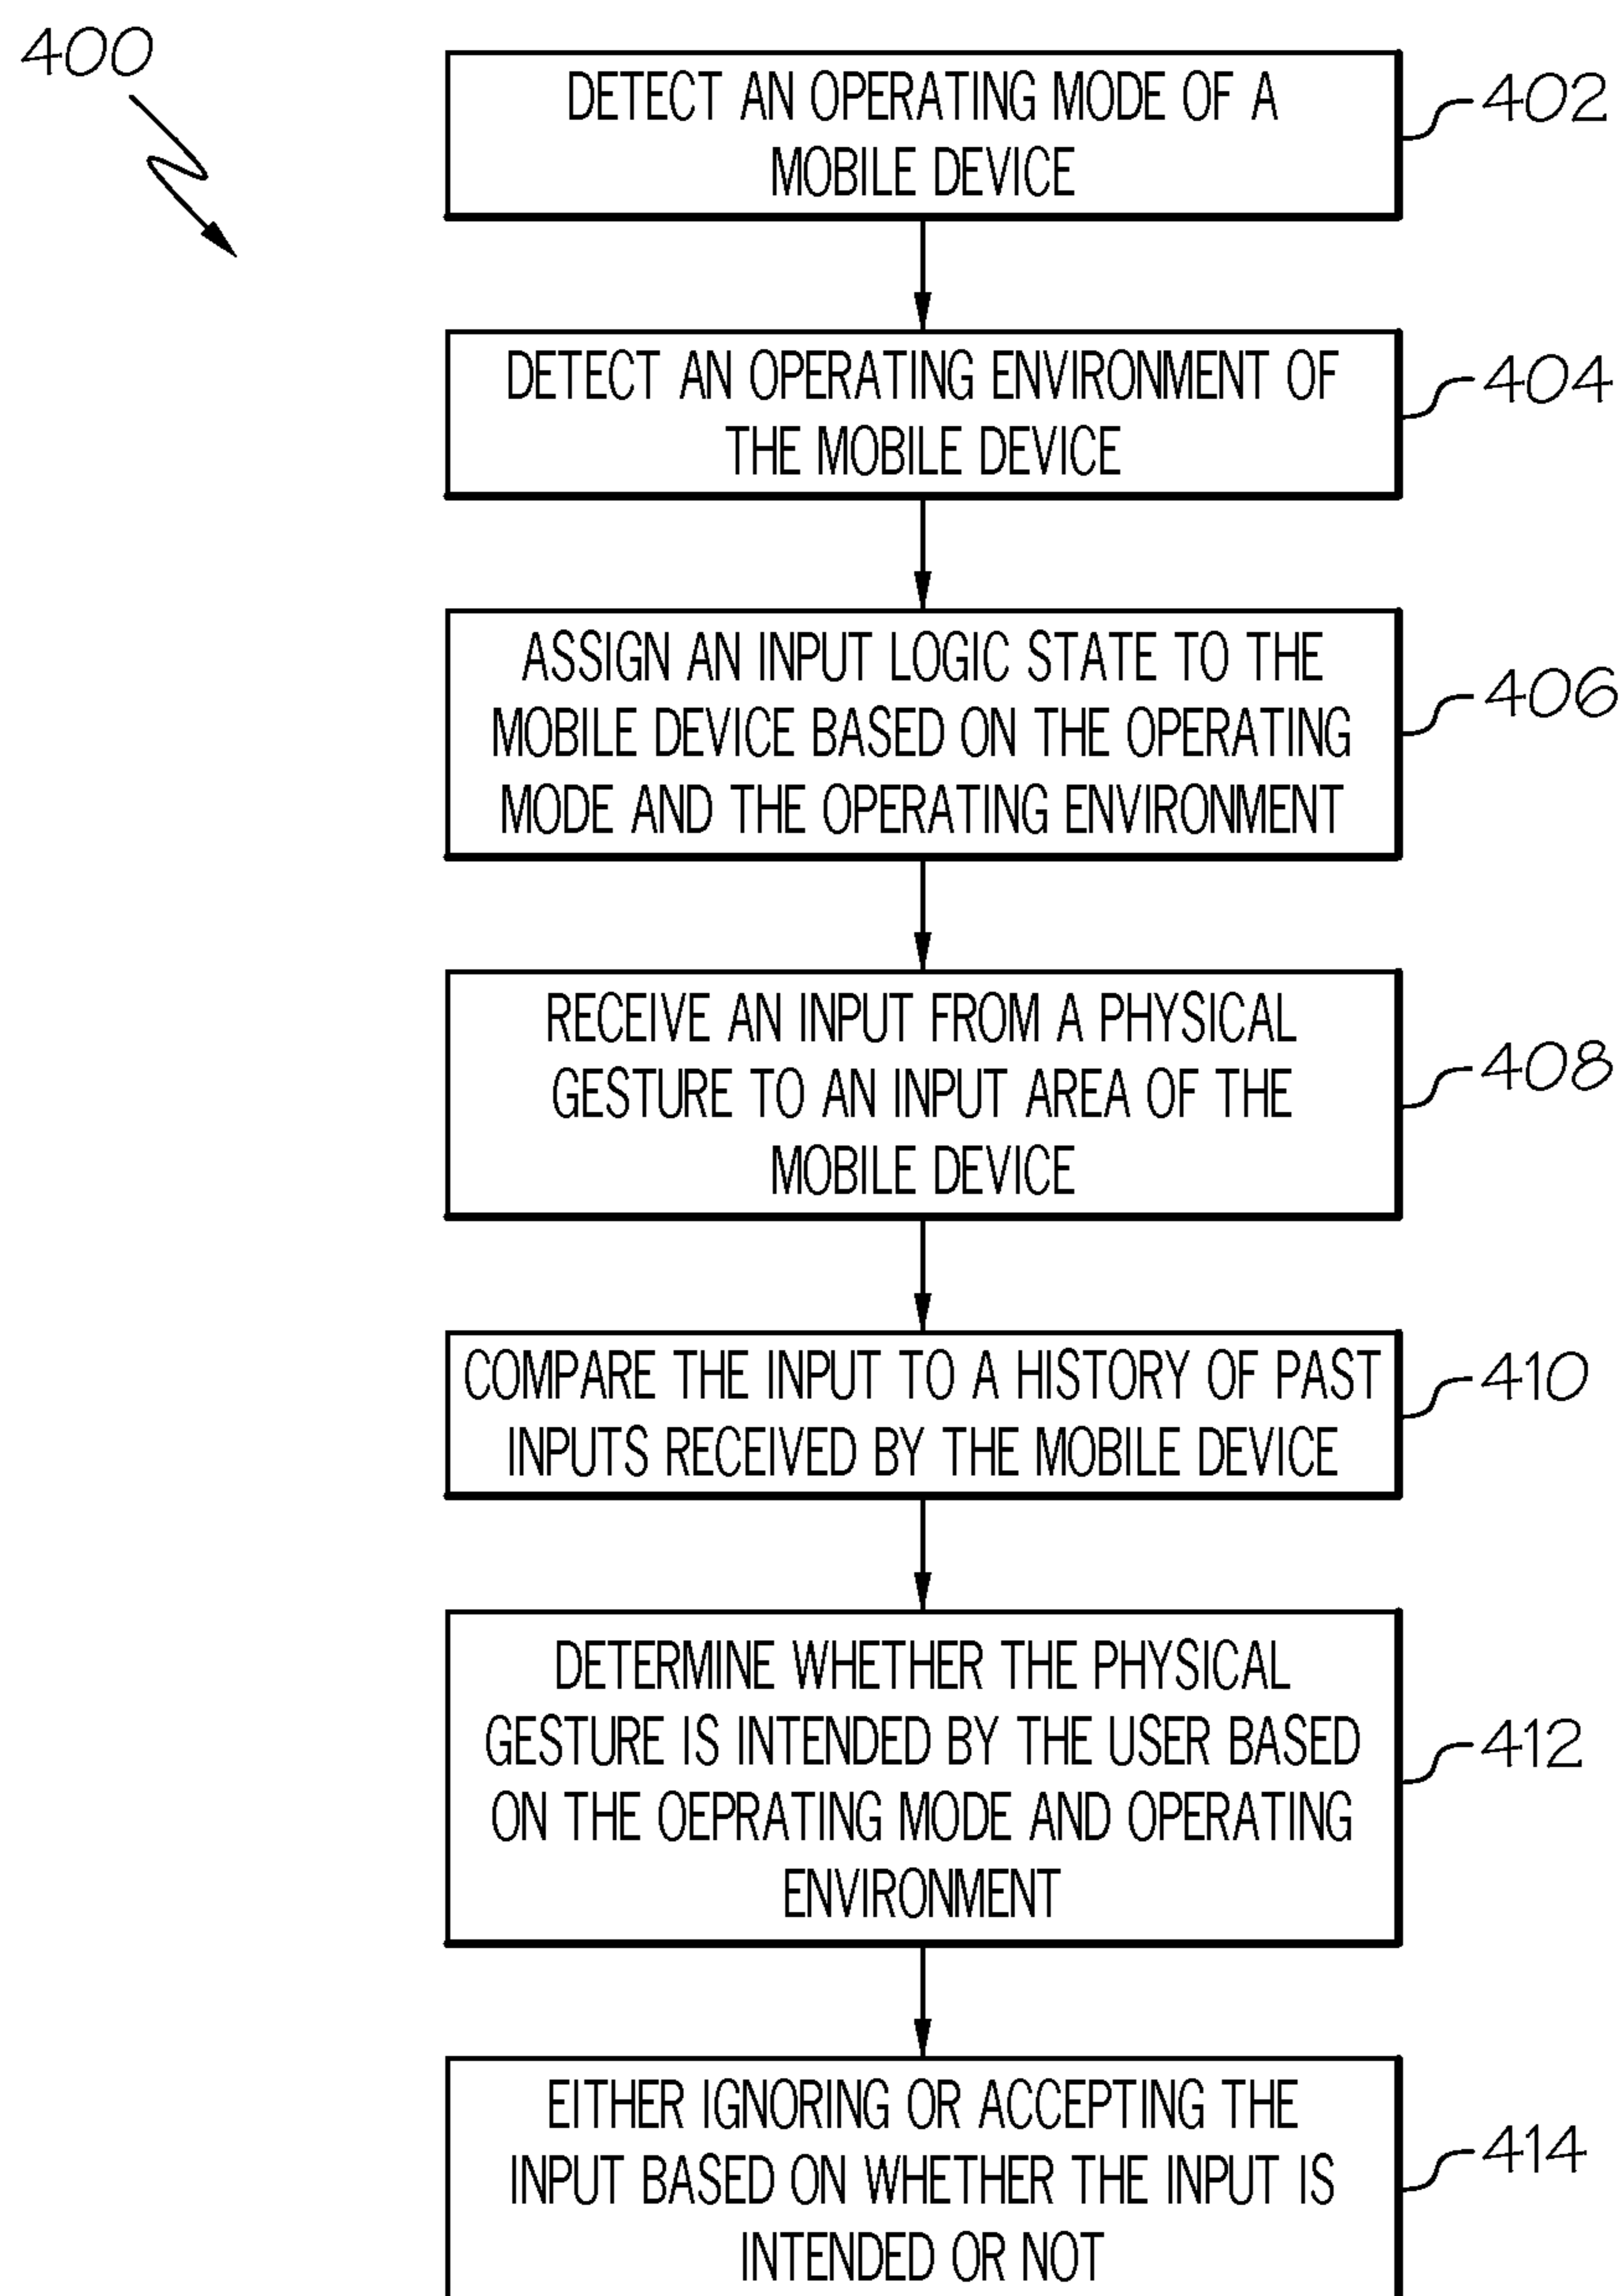 400
DETECT AN OPERATING MODE OF A
MOBILE DEVICE
402
DETECT AN OPERATING ENVIRONMENT OF
THE MOBILE DEVICE
404
ASSIGN AN INPUT LOGIC STATE TO THE
MOBILE DEVICE BASED ON THE OPERATING
MODE AND THE OPERATING ENVIRONMENT
406
RECEIVE AN INPUT FROM A PHYSICAL
GESTURE TO AN INPUT AREA OF THE
MOBILE DEVICE
408
COMPARE THE INPUT TO A HISTORY OF PAST
INPUTS RECEIVED BY THE MOBILE DEVICE
410
DETERMINE WHETHER THE PHYSICAL
GESTURE IS INTENDED BY THE USER BASED
ON THE OEPRATING MODE AND OPERATING
ENVIRONMENT
412
EITHER IGNORING OR ACCEPTING THE
INPUT BASED ON WHETHER THE INPUT IS
INTENDED OR NOT
414